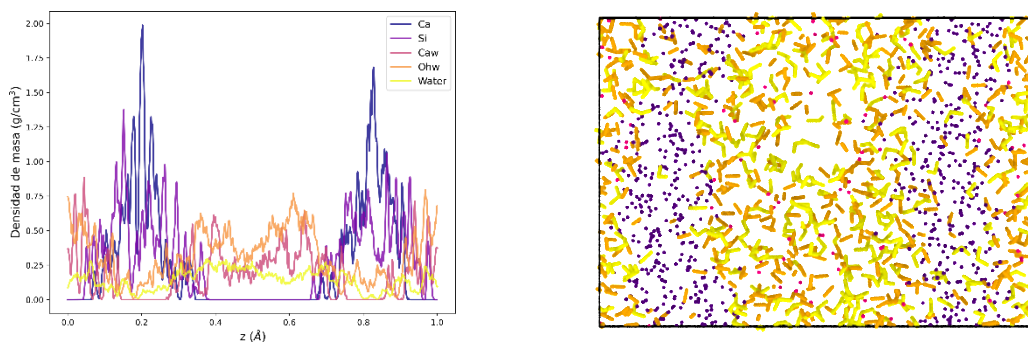 Densidad de masa (g/cm³)
2.00
1.75
1.50
1.25
1.00
0.75
0.50
0.25
0.00
Ca
Si
Caw
Ohw
Water
0.0 0.2 0.4 0.6 0.8 1.0
z (Å)